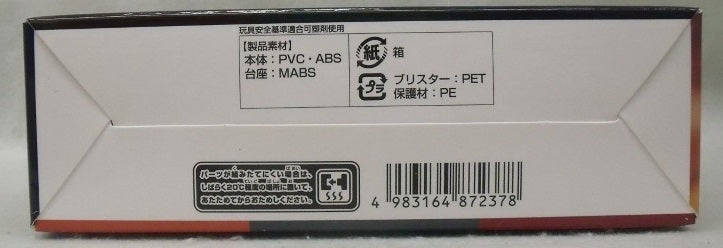 玩具安全基準適合可塑剤使用
【製品素材】
本体：PVC・ABS
台座：MABS
紙 箱
プラ
ブリスター：PET
保護材：PE
パーツが組みたてにくい場合は、
しばらく20℃程度の場所に置いて、
あたためてからおためしください。
4 983164 872378